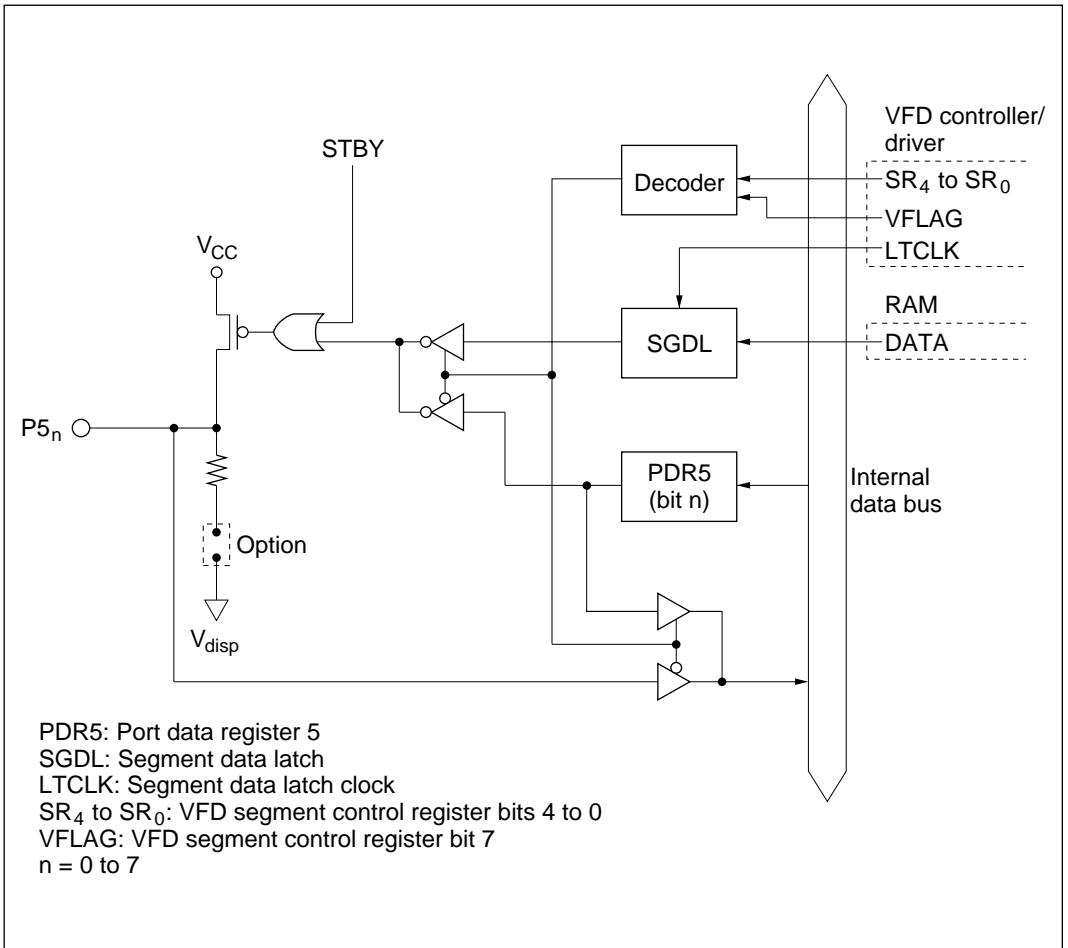 VFD controller/
driver
STBY
Decoder
SR4 to SR0
VFLAG
VCC
LTCLK
RAM
SGDL
DATA
P5n
PDR5
(bit n)
Internal
data bus
Option
Vdisp
PDR5: Port data register 5
SGDL: Segment data latch
LTCLK: Segment data latch clock
SR4 to SR0: VFD segment control register bits 4 to 0
VFLAG: VFD segment control register bit 7
n = 0 to 7